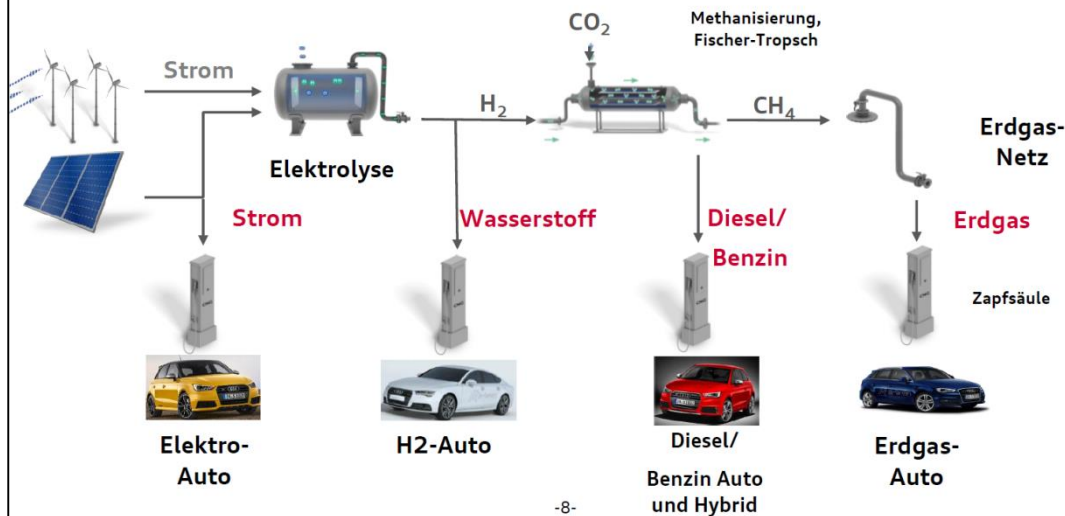 CO₂
Methanisierung,
Fischer-Tropsch
Strom
H₂
CH₄
Elektrolyse
Erdgas-
Netz
Strom
Wasserstoff
Diesel/
Benzin
Erdgas
Zapfsäule
Elektro-
Auto
H2-Auto
Diesel/
Benzin Auto
und Hybrid
Erdgas-
Auto
-8-